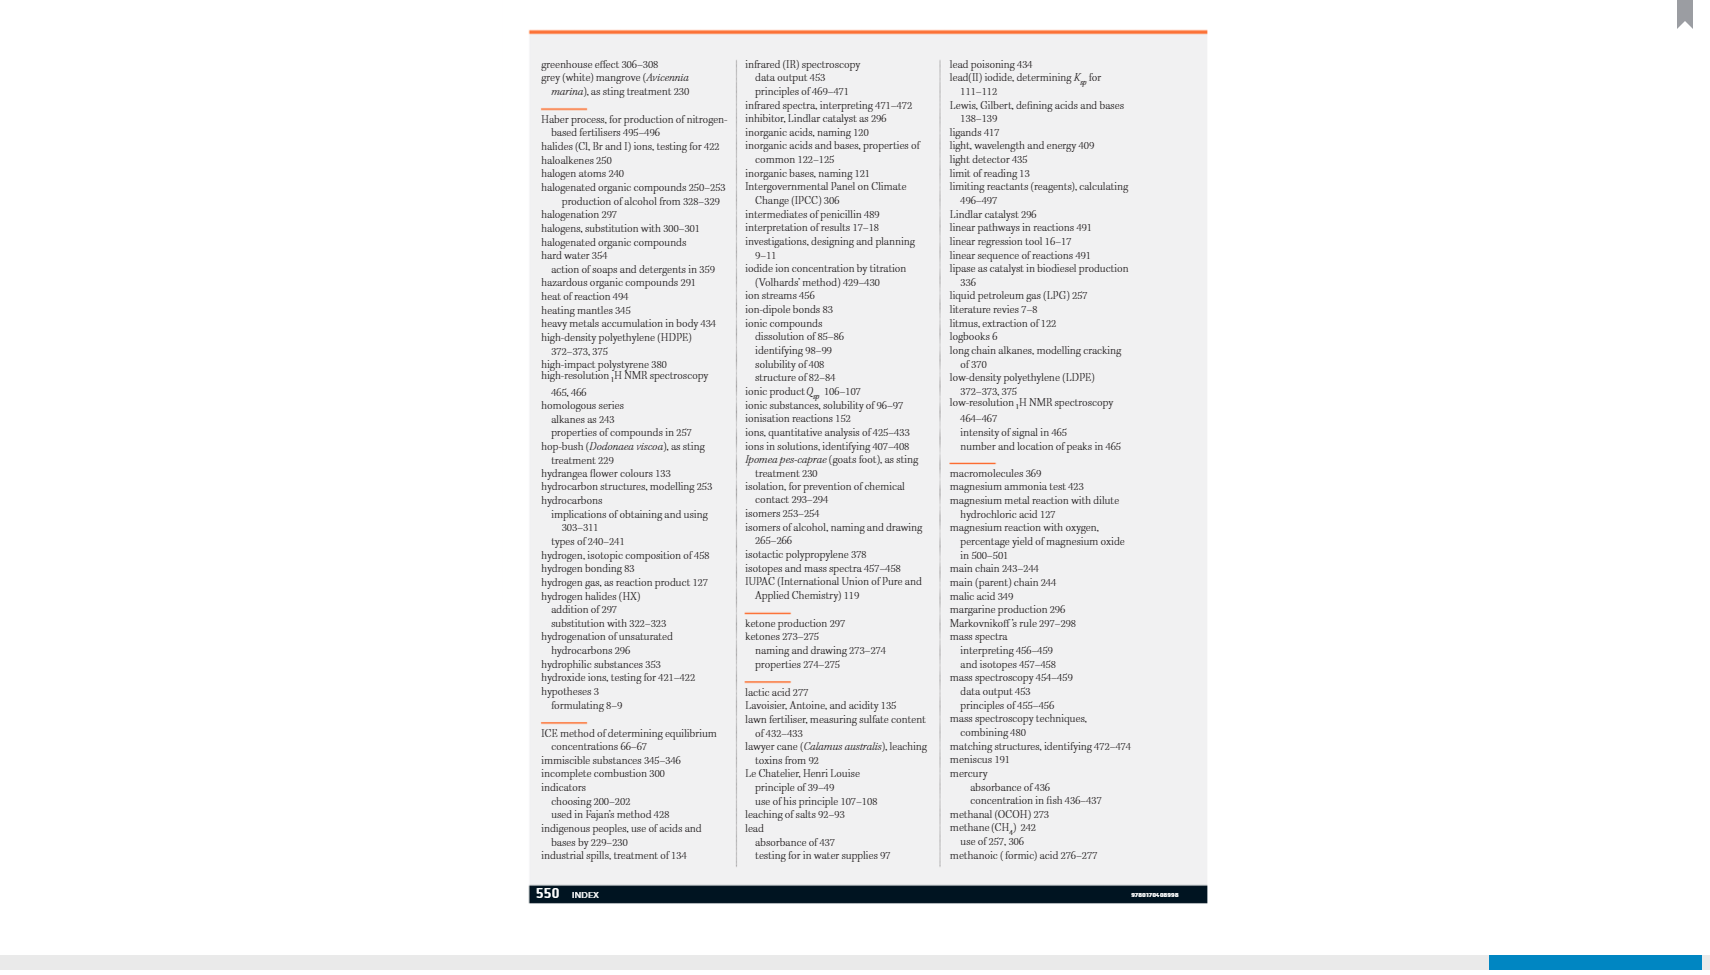 greenhouse effect 306–308
grey (white) mangrove (Avicennia
marina), as sting treatment 230
Haber process, for production of nitrogen-
based fertilisers 495–496
halides (Cl, Br and I) ions, testing for 422
haloalkenes 250
halogen atoms 240
halogenated organic compounds 250–253
production of alcohol from 328–329
halogenation 297
halogens, substitution with 300–301
halogenated organic compounds
hard water 354
action of soaps and detergents in 359
hazardous organic compounds 291
heat of reaction 494
heating mantles 345
heavy metals accumulation in body 434
high-density polyethylene (HDPE)
372–373, 375
high-impact polystyrene 380
high-resolution ₁H NMR spectroscopy
465, 466
homologous series
alkanes as 243
properties of compounds in 257
hop-bush (Dodonaea viscoa), as sting
treatment 229
hydrangea flower colours 133
hydrocarbon structures, modelling 253
hydrocarbons
implications of obtaining and using
303–311
types of 240–241
hydrogen, isotopic composition of 458
hydrogen bonding 83
hydrogen gas, as reaction product 127
hydrogen halides (HX)
addition of 297
substitution with 322–323
hydrogenation of unsaturated
hydrocarbons 296
hydrophilic substances 353
hydroxide ions, testing for 421–422
hypotheses 3
formulating 8–9
ICE method of determining equilibrium
concentrations 66–67
immiscible substances 345–346
incomplete combustion 300
indicators
choosing 200–202
used in Fajan's method 428
indigenous peoples, use of acids and
bases by 229–230
industrial spills, treatment of 134
infrared (IR) spectroscopy
data output 453
principles of 469–471
infrared spectra, interpreting 471–472
inhibitor, Lindlar catalyst as 296
inorganic acids, naming 120
inorganic acids and bases, properties of
common 122–125
inorganic bases, naming 121
Intergovernmental Panel on Climate
Change (IPCC) 306
intermediates of penicillin 489
interpretation of results 17–18
investigations, designing and planning
9–11
iodide ion concentration by titration
(Volhards' method) 429–430
ion streams 456
ion-dipole bonds 83
ionic compounds
dissolution of 85–86
identifying 98–99
solubility of 408
structure of 82–84
ionic product Qsp 106–107
ionic substances, solubility of 96–97
ionisation reactions 152
ions, quantitative analysis of 425–433
ions in solutions, identifying 407–408
Ipomea pes-caprae (goats foot), as sting
treatment 230
isolation, for prevention of chemical
contact 293–294
isomers 253–254
isomers of alcohol, naming and drawing
265–266
isotactic polypropylene 378
isotopes and mass spectra 457–458
IUPAC (International Union of Pure and
Applied Chemistry) 119
ketone production 297
ketones 273–275
naming and drawing 273–274
properties 274–275
lactic acid 277
Lavoisier, Antoine, and acidity 135
lawn fertiliser, measuring sulfate content
of 432–433
lawyer cane (Calamus australis), leaching
toxins from 92
Le Chatelier, Henri Louise
principle of 39–49
use of his principle 107–108
leaching of salts 92–93
lead
absorbance of 437
testing for in water supplies 97
lead poisoning 434
lead(II) iodide, determining Ksp for
111–112
Lewis, Gilbert, defining acids and bases
138–139
ligands 417
light, wavelength and energy 409
light detector 435
limit of reading 13
limiting reactants (reagents), calculating
496–497
Lindlar catalyst 296
linear pathways in reactions 491
linear regression tool 16–17
linear sequence of reactions 491
lipase as catalyst in biodiesel production
336
liquid petroleum gas (LPG) 257
literature revies 7–8
litmus, extraction of 122
logbooks 6
long chain alkanes, modelling cracking
of 370
low-density polyethylene (LDPE)
372–373, 375
low-resolution ₁H NMR spectroscopy
464–467
intensity of signal in 465
number and location of peaks in 465
macromolecules 369
magnesium ammonia test 423
magnesium metal reaction with dilute
hydrochloric acid 127
magnesium reaction with oxygen,
percentage yield of magnesium oxide
in 500–501
main chain 243–244
main (parent) chain 244
malic acid 349
margarine production 296
Markovnikoff's rule 297–298
mass spectra
interpreting 456–459
and isotopes 457–458
mass spectroscopy 454–459
data output 453
principles of 455–456
mass spectroscopy techniques,
combining 480
matching structures, identifying 472–474
meniscus 191
mercury
absorbance of 436
concentration in fish 436–437
methanal (OCOH) 273
methane (CH₄) 242
use of 257, 306
methanoic (formic) acid 276–277
550 INDEX
9780170408998